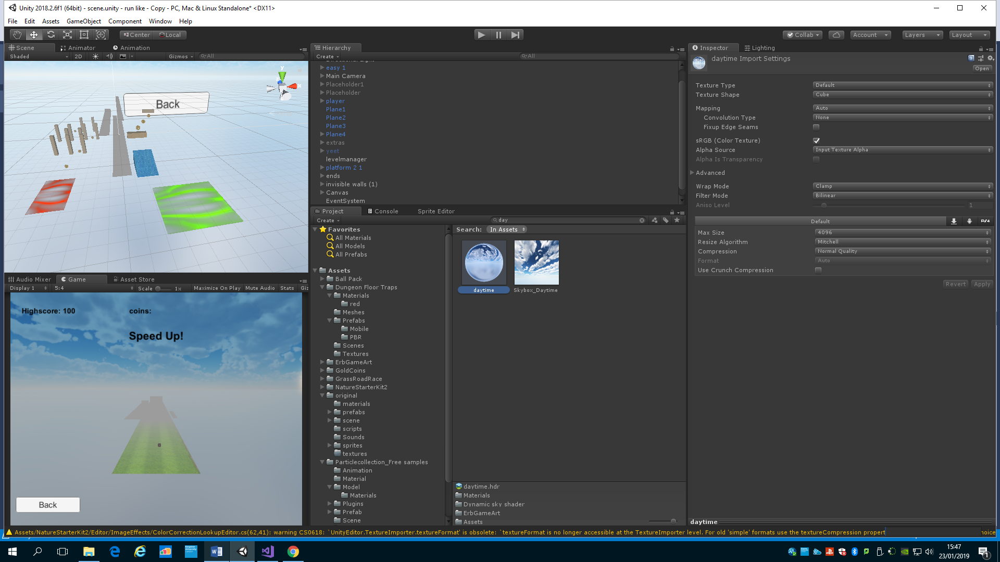 Unity 2018.2.6f1 (64bit) - scene.unity - run like - Copy - PC, Mac & Linux Standalone* <DX11>
File Edit Assets GameObject Component Window Help
Center Local
Collab Account Layers Layout
Scene Animator Animation
Shaded 2D Gizmos All
Back
y
x
Hierarchy
Create All
easy 1
Main Camera
Placeholder1
Placeholder
player
Plane1
Plane2
Plane3
Plane4
extras
yeet
levelmanager
platform 2 1
ends
invisible walls (1)
Canvas
EventSystem
Audio Mixer Game Asset Store
Display 1 5:4 Scale 1x Maximize On Play Mute Audio Stats Giz
Highscore: 100 coins:
Speed Up!
Back
Project Console Sprite Editor
Create day
Favorites
All Materials
All Models
All Prefabs
Assets
Ball Pack
Dungeon Floor Traps
Materials
red
Meshes
Prefabs
Mobile
PBR
Scenes
Textures
ErbGameArt
GoldCoins
GrassRoadRace
NatureStarterKit2
original
materials
prefabs
scene
scripts
Sounds
sprites
textures
Particlecollection_Free samples
Animation
Material
Model
Materials
Plugins
Prefab
Scene
Search: In Assets
daytime Skybox_Daytime
daytime.hdr
Materials
Dynamic sky shader
ErbGameArt
Assets
Inspector Lighting
daytime Import Settings
Open
Texture Type Default
Texture Shape Cube
Mapping Auto
Convolution Type None
Fixup Edge Seams
sRGB (Color Texture)
Alpha Source Input Texture Alpha
Alpha Is Transparency
Advanced
Wrap Mode Clamp
Filter Mode Bilinear
Aniso Level 1
Default
Max Size 4096
Resize Algorithm Mitchell
Compression Normal Quality
Format Auto
Use Crunch Compression
Revert Apply
daytime
Assets/NatureStarterKit2/Editor/ImageEffects/ColorCorrectionLookupEditor.cs(62,41): warning CS0618: `UnityEditor.TextureImporter.textureFormat' is obsolete: `textureFormat is no longer accessible at the TextureImporter level. For old 'simple' formats use the textureCompression propert hoice
15:47
23/01/2019
1